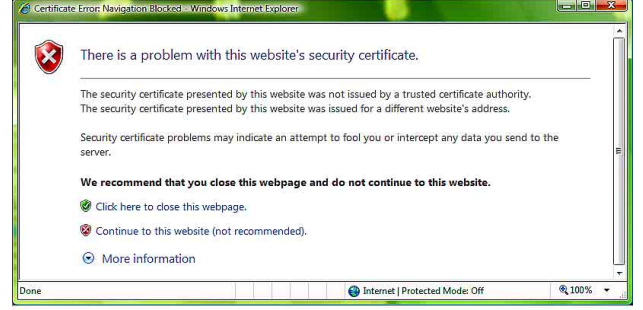 Certificate Error: Navigation Blocked - Windows Internet Explorer
There is a problem with this website's security certificate.
The security certificate presented by this website was not issued by a trusted certificate authority.
The security certificate presented by this website was issued for a different website's address.
Security certificate problems may indicate an attempt to fool you or intercept any data you send to the
server.
We recommend that you close this webpage and do not continue to this website.
Click here to close this webpage.
Continue to this website (not recommended).
More information
Done Internet | Protected Mode: Off 100%